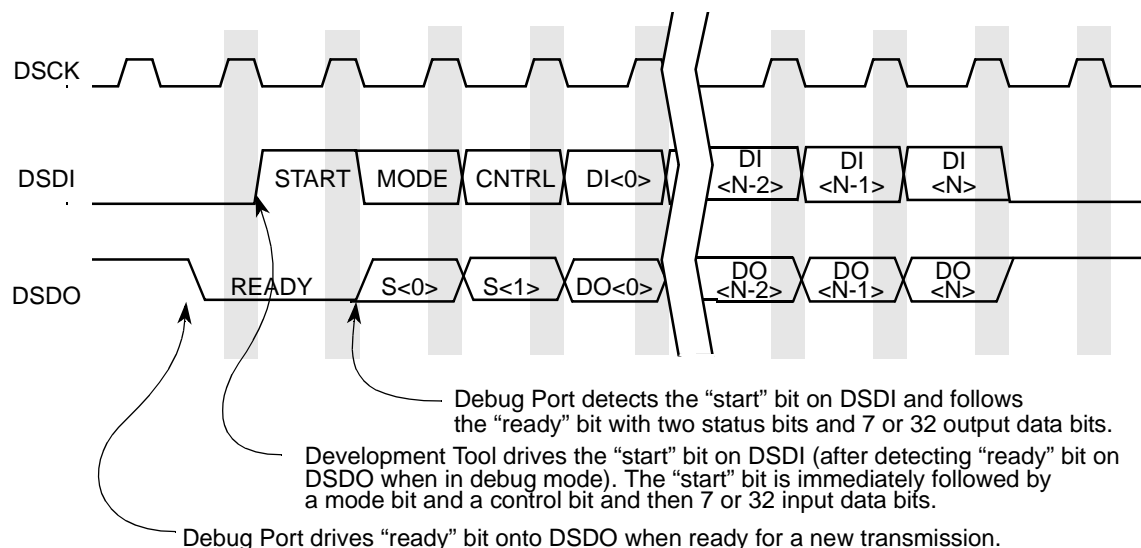 DSCK
DSDI
START MODE CNTRL DI<0> DI <N-2> DI <N-1> DI <N>
DSDO
READY S<0> S<1> DO<0> DO <N-2> DO <N-1> DO <N>
Debug Port detects the “start” bit on DSDI and follows
the “ready” bit with two status bits and 7 or 32 output data bits.
Development Tool drives the “start” bit on DSDI (after detecting “ready” bit on
DSDO when in debug mode). The “start” bit is immediately followed by
a mode bit and a control bit and then 7 or 32 input data bits.
Debug Port drives “ready” bit onto DSDO when ready for a new transmission.